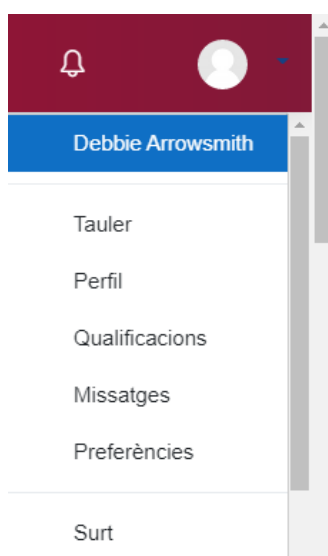 Debbie Arrowsmith
Tauler
Perfil
Qualificacions
Missatges
Preferències
Surt